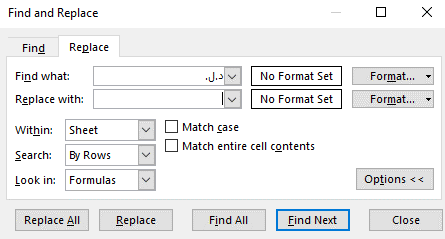 Find and Replace
Find Replace
Find what: د.ل.
No Format Set Format...
Replace with:
No Format Set Format...
Within: Sheet Match case
Match entire cell contents
Search: By Rows
Look in: Formulas
Options <<
Replace All Replace Find All Find Next Close